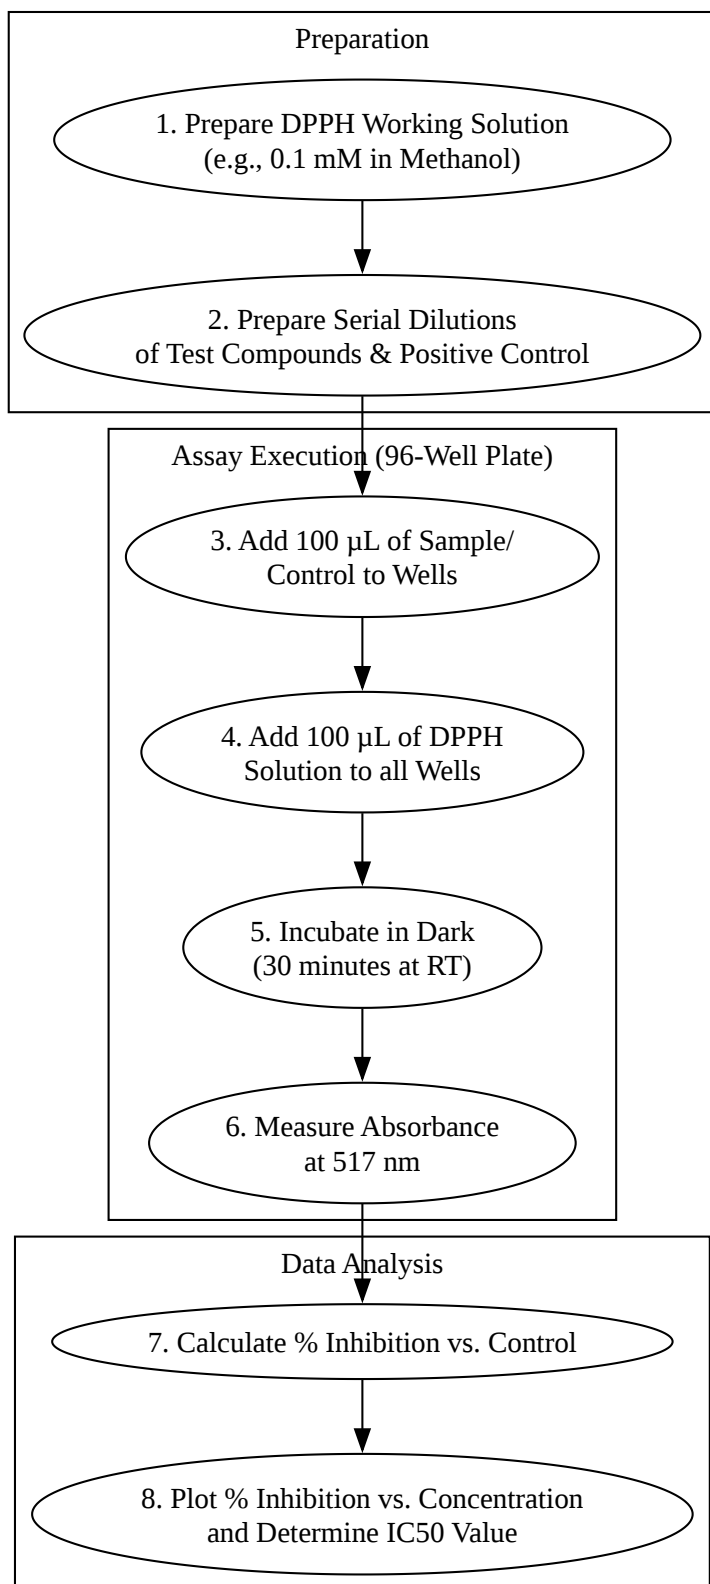 Preparation
1. Prepare DPPH Working Solution
(e.g., 0.1 mM in Methanol)
2. Prepare Serial Dilutions
of Test Compounds & Positive Control
Assay Execution (96-Well Plate)
3. Add 100 µL of Sample/
Control to Wells
4. Add 100 µL of DPPH
Solution to all Wells
5. Incubate in Dark
(30 minutes at RT)
6. Measure Absorbance
at 517 nm
Data Analysis
7. Calculate % Inhibition vs. Control
8. Plot % Inhibition vs. Concentration
and Determine IC50 Value